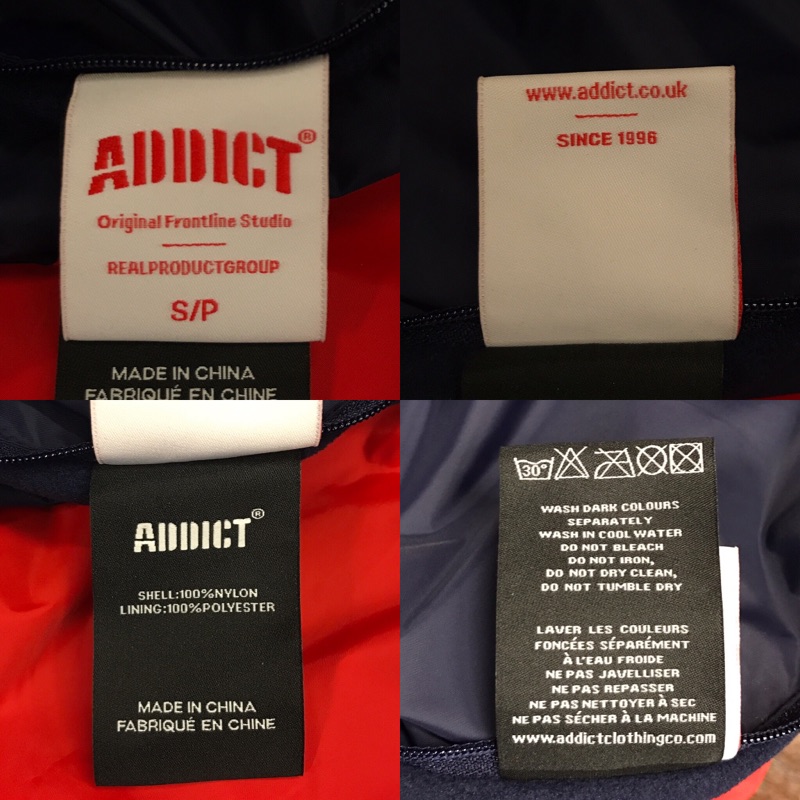 ADDICT®
Original Frontline Studio
REALPRODUCTGROUP
S/P
MADE IN CHINA
FABRIQUÉ EN CHINE
www.addict.co.uk
SINCE 1996
ADDICT®
SHELL:100%NYLON
LINING:100%POLYESTER
MADE IN CHINA
FABRIQUÉ EN CHINE
30°
WASH DARK COLOURS
SEPARATELY
WASH IN COOL WATER
DO NOT BLEACH
DO NOT IRON,
DO NOT DRY CLEAN,
DO NOT TUMBLE DRY
LAVER LES COULEURS
FONCÉES SÉPARÉMENT
À L'EAU FROIDE
NE PAS JAVELLISER
NE PAS REPASSER
NE PAS NETTOYER À SEC
NE PAS SÉCHER À LA MACHINE
www.addictclothingco.com